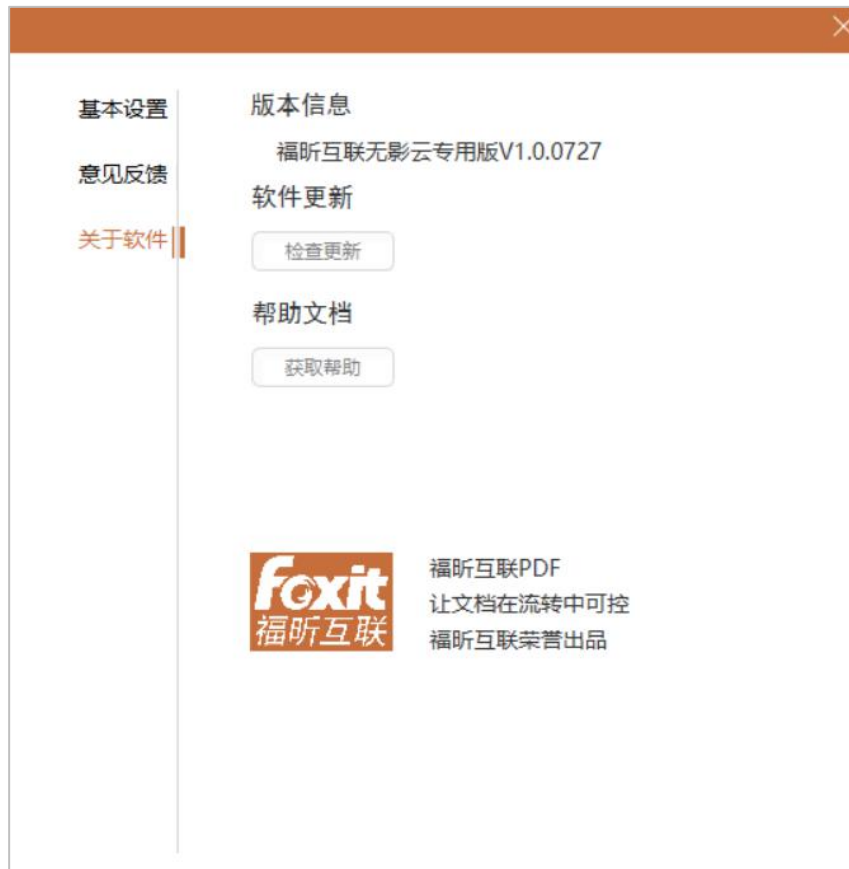 基本设置
意见反馈
关于软件
版本信息
福昕互联无影云专用版V1.0.0727
软件更新
检查更新
帮助文档
获取帮助
Foxit
福昕互联
福昕互联PDF
让文档在流转中可控
福昕互联荣誉出品